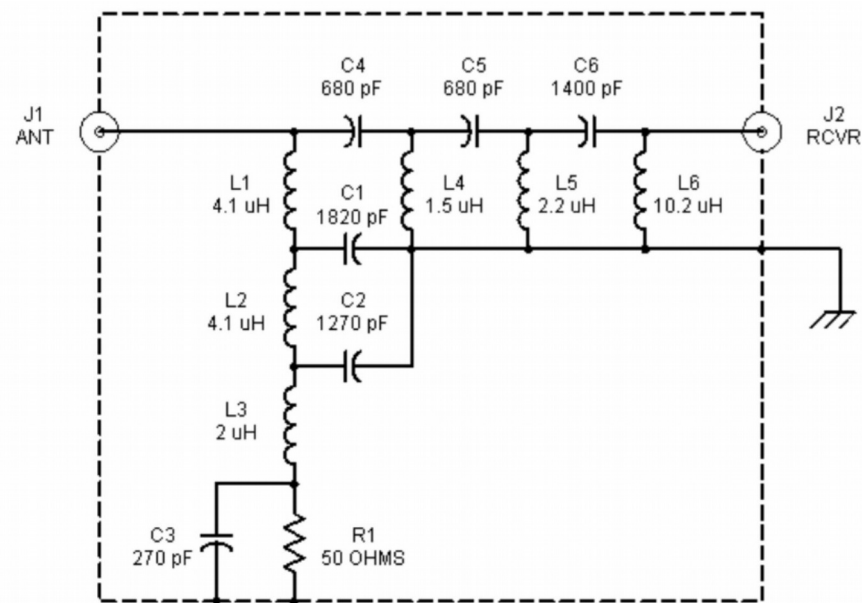 J1
ANT
C4
680 pF
C5
680 pF
C6
1400 pF
J2
RCVR
L1
4.1 uH
C1
1820 pF
L4
1.5 uH
L5
2.2 uH
L6
10.2 uH
L2
4.1 uH
C2
1270 pF
L3
2 uH
C3
270 pF
R1
50 OHMS